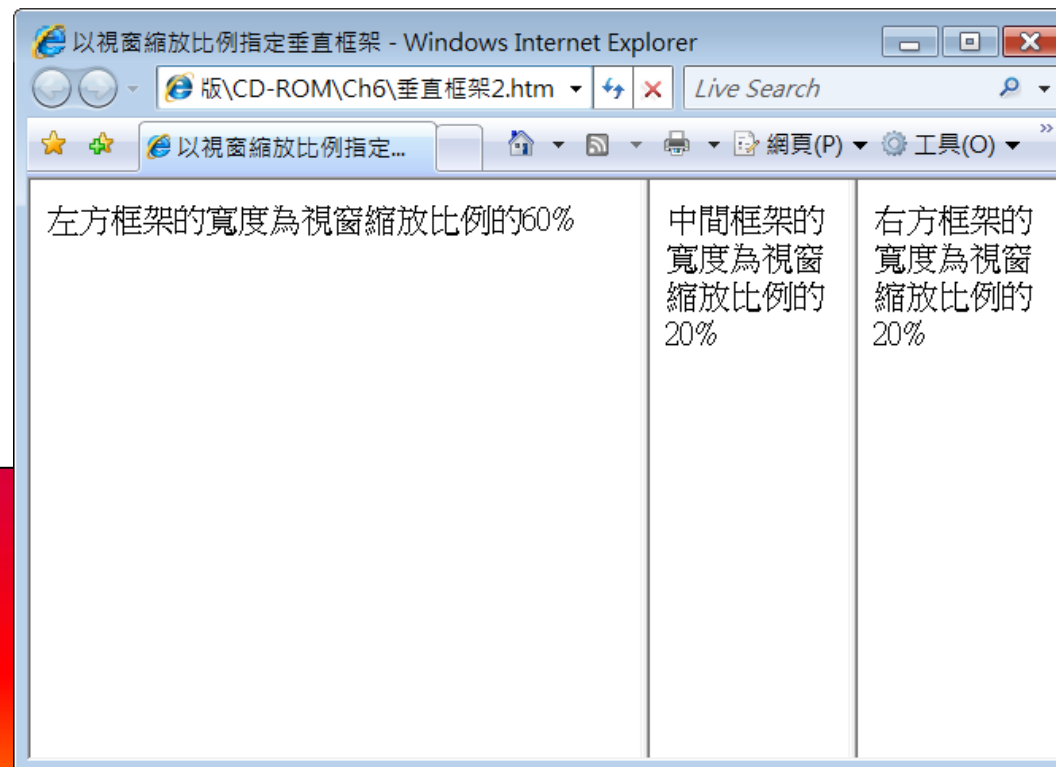 以視窗縮放比例指定垂直框架 - Windows Internet Explorer
版\CD-ROM\Ch6\垂直框架2.htm
Live Search
以視窗縮放比例指定...
網頁(P)
工具(O)
»
左方框架的寬度為視窗縮放比例的60%
中間框架的
寬度為視窗
縮放比例的
20%
右方框架的
寬度為視窗
縮放比例的
20%